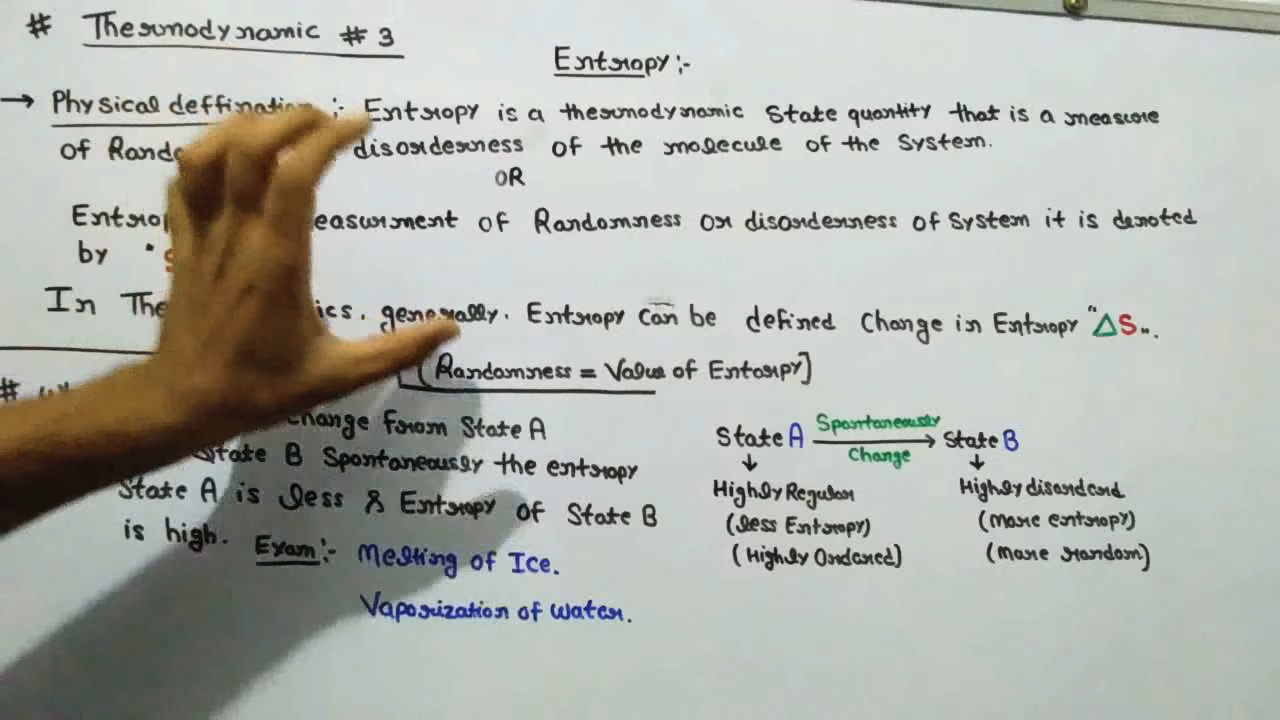 # Thermodynamic #3
Entropy :-
→ Physical deffination :- Entropy is a thermodynamic State quantity that is a measure
of Rando disorderness of the molecule of the System.
OR
Entrop easurment of Randomness or disorderness of System it is denoted
by " S
In The ics. generally. Entropy can be defined Change in Entropy "ΔS".
(Randomness = Value of Entorpy]
#
change from State A
State B Spontaneously the entropy
State A is less & Entropy of State B
is high. Exam :- Melting of Ice.
Vaporization of water.
State A Spontaneously Change → State B
↓ ↓
Highly Regular Highly disordard
(less Entropy) (more entropy)
(Highly Ordared) (more random]